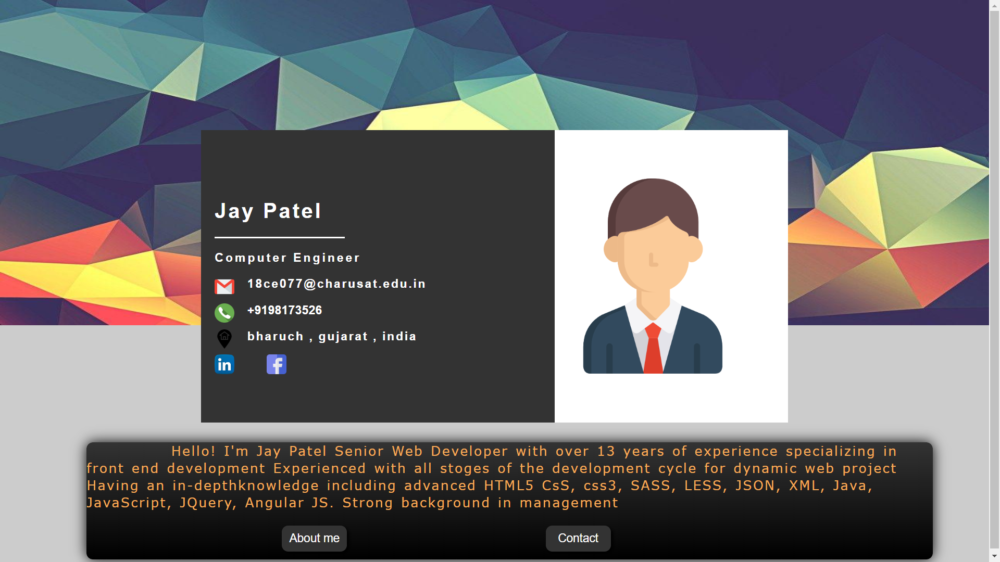 Jay Patel
Computer Engineer
18ce077@charusat.edu.in
+9198173526
bharuch , gujarat , india
in f
Hello! I'm Jay Patel Senior Web Developer with over 13 years of experience specializing in
front end development Experienced with all stoges of the development cycle for dynamic web project
Having an in-depthknowledge including advanced HTML5 CsS, css3, SASS, LESS, JSON, XML, Java,
JavaScript, JQuery, Angular JS. Strong background in management
About me Contact